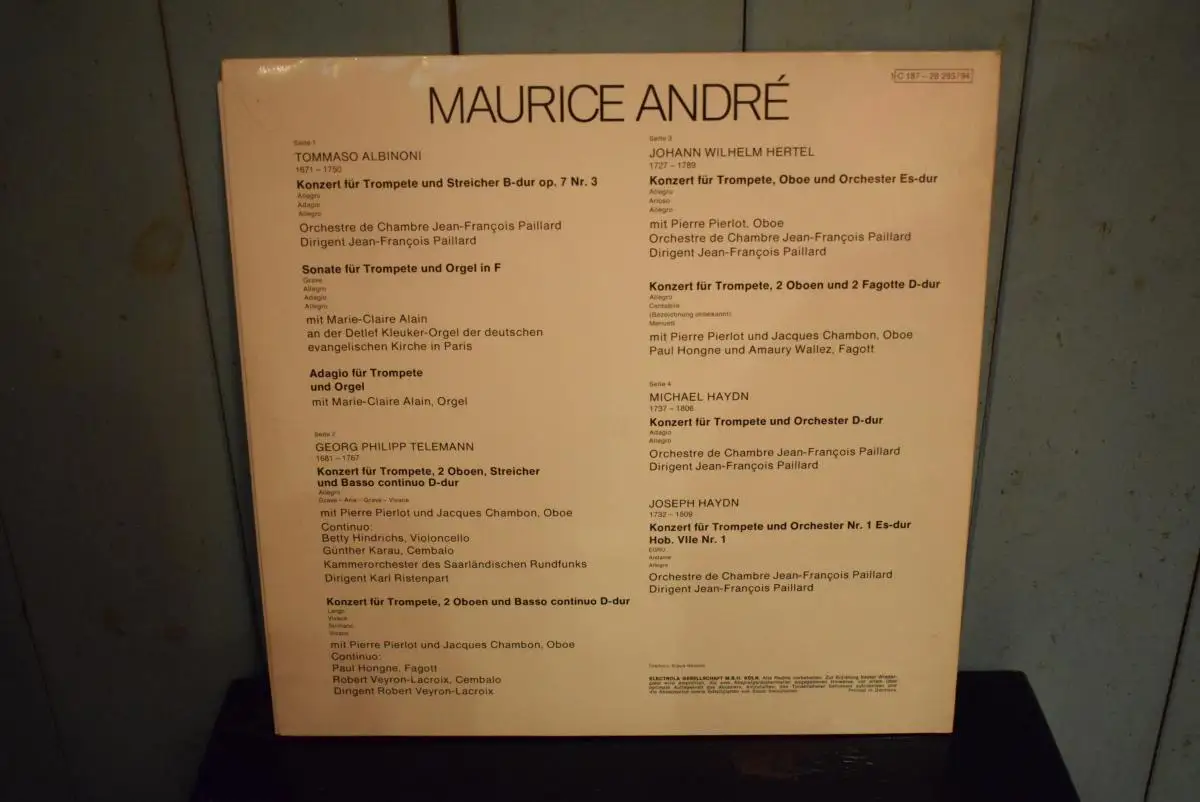 1 C 187 – 28 293/94
MAURICE ANDRÉ
Seite 1
TOMMASO ALBINONI
1671 – 1750
Konzert für Trompete und Streicher B-dur op. 7 Nr. 3
Allegro
Adagio
Allegro
Orchestre de Chambre Jean-François Paillard
Dirigent Jean-François Paillard
Sonate für Trompete und Orgel in F
Grave
Allegro
Adagio
Allegro
mit Marie-Claire Alain
an der Detlef Kleuker-Orgel der deutschen
evangelischen Kirche in Paris
Adagio für Trompete
und Orgel
mit Marie-Claire Alain, Orgel
Seite 2
GEORG PHILIPP TELEMANN
1681 – 1767
Konzert für Trompete, 2 Oboen, Streicher
und Basso continuo D-dur
Allegro
Grave – Aria – Grave – Vivace
mit Pierre Pierlot und Jacques Chambon, Oboe
Continuo:
Betty Hindrichs, Violoncello
Günther Karau, Cembalo
Kammerorchester des Saarländischen Rundfunks
Dirigent Karl Ristenpart
Konzert für Trompete, 2 Oboen und Basso continuo D-dur
Largo
Vivace
Siciliano
Vivace
mit Pierre Pierlot und Jacques Chambon, Oboe
Continuo:
Paul Hongne, Fagott
Robert Veyron-Lacroix, Cembalo
Dirigent Robert Veyron-Lacroix
Seite 3
JOHANN WILHELM HERTEL
1727 – 1789
Konzert für Trompete, Oboe und Orchester Es-dur
Allegro
Arioso
Allegro
mit Pierre Pierlot, Oboe
Orchestre de Chambre Jean-François Paillard
Dirigent Jean-François Paillard
Konzert für Trompete, 2 Oboen und 2 Fagotte D-dur
Allegro
Cantabile
(Bezeichnung unbekannt)
Menuett
mit Pierre Pierlot und Jacques Chambon, Oboe
Paul Hongne und Amaury Wallez, Fagott
Seite 4
MICHAEL HAYDN
1737 – 1806
Konzert für Trompete und Orchester D-dur
Adagio
Allegro
Orchestre de Chambre Jean-François Paillard
Dirigent Jean-François Paillard
JOSEPH HAYDN
1732 – 1809
Konzert für Trompete und Orchester Nr. 1 Es-dur
Hob. VIIe Nr. 1
Andante
Allegro
Orchestre de Chambre Jean-François Paillard
Dirigent Jean-François Paillard
ELECTROLA GESELLSCHAFT M.B.H. KÖLN. Alle Rechte vorbehalten. Zur Erzielung bester Wieder-
Printed in Germany